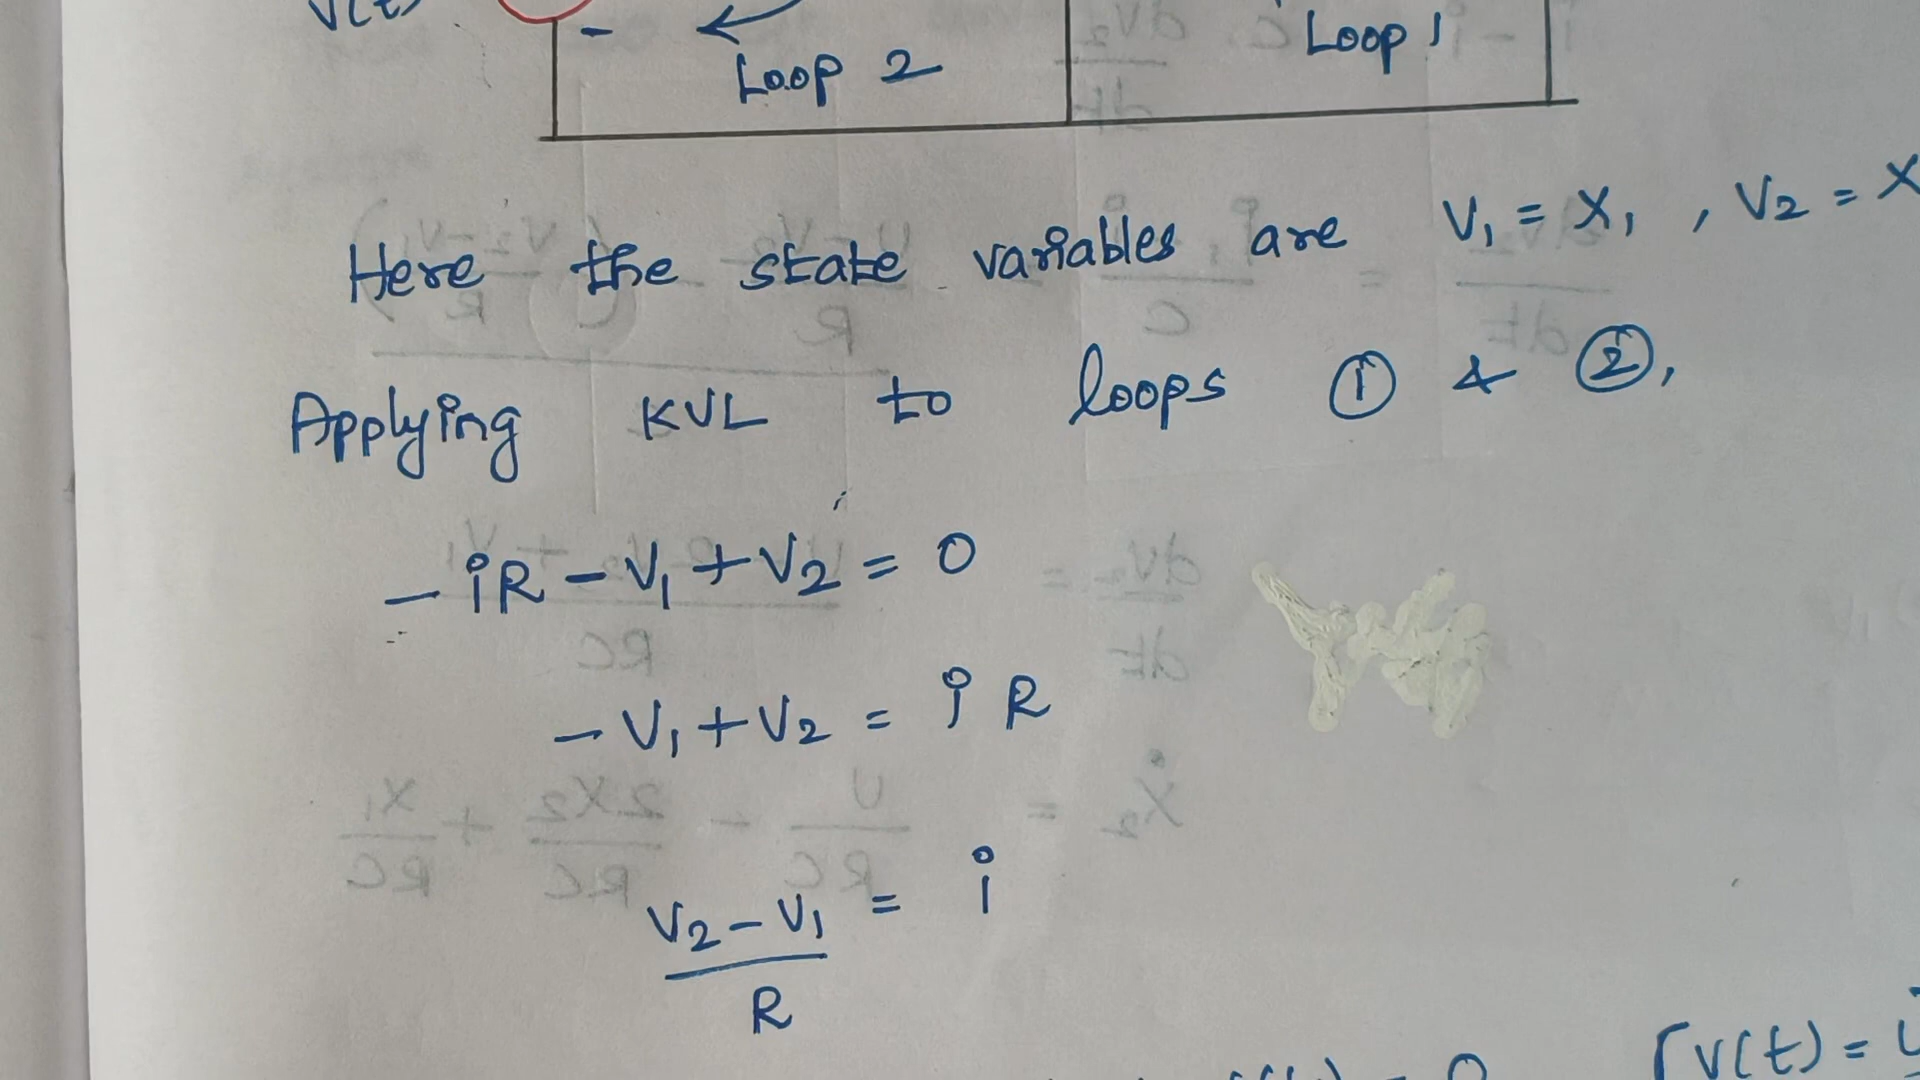 V(t)
-
Loop 2
Loop 1
Here the state variables are V₁ = X₁ , V₂ = X
Applying KVL to loops ① & ②,
- iR - V₁ + V₂ = 0
- V₁ + V₂ = i R
V₂ - V₁ = i
R
[V(t) =